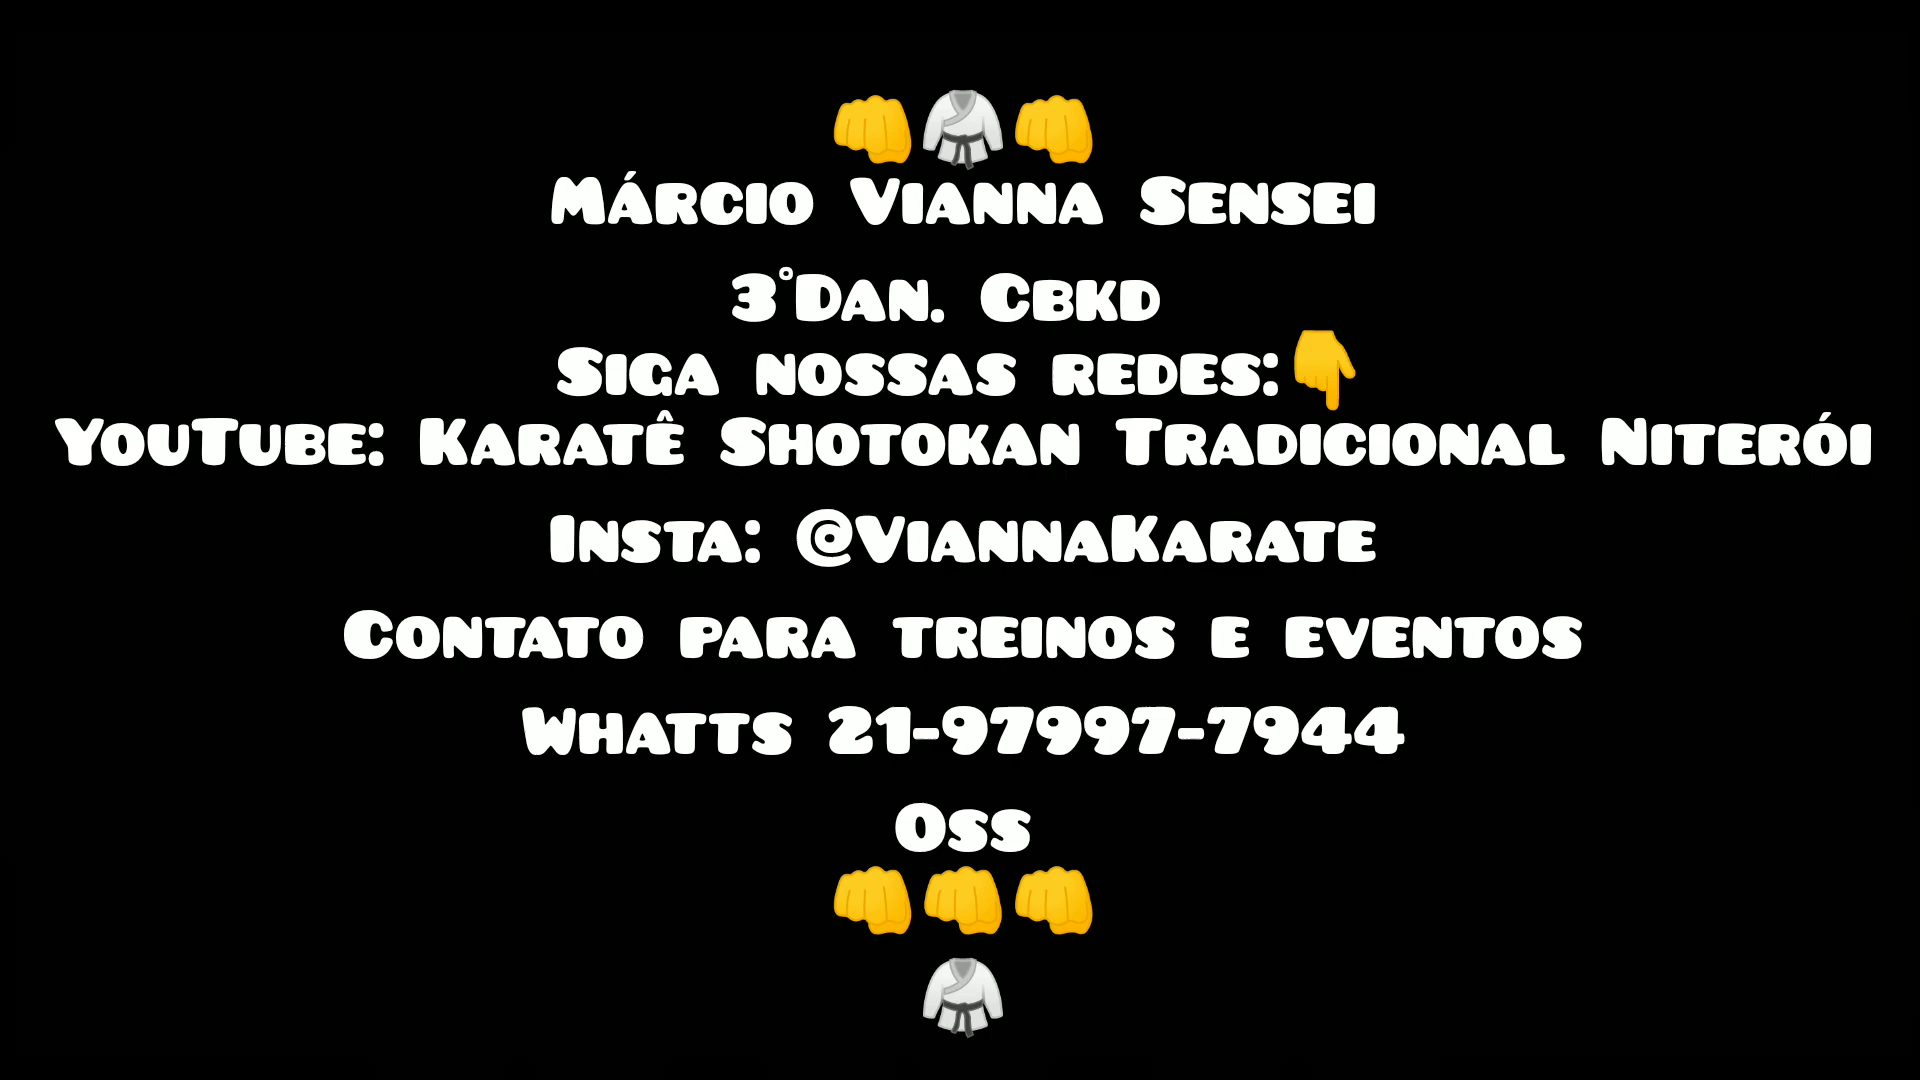 👊🥋👊
Márcio Vianna Sensei
3°Dan. Cbkd
Siga nossas redes:👇
YouTube: Karatê Shotokan Tradicional Niterói
Insta: @ViannaKarate
Contato para treinos e eventos
Whatts 21-97997-7944
Oss
👊👊👊
🥋